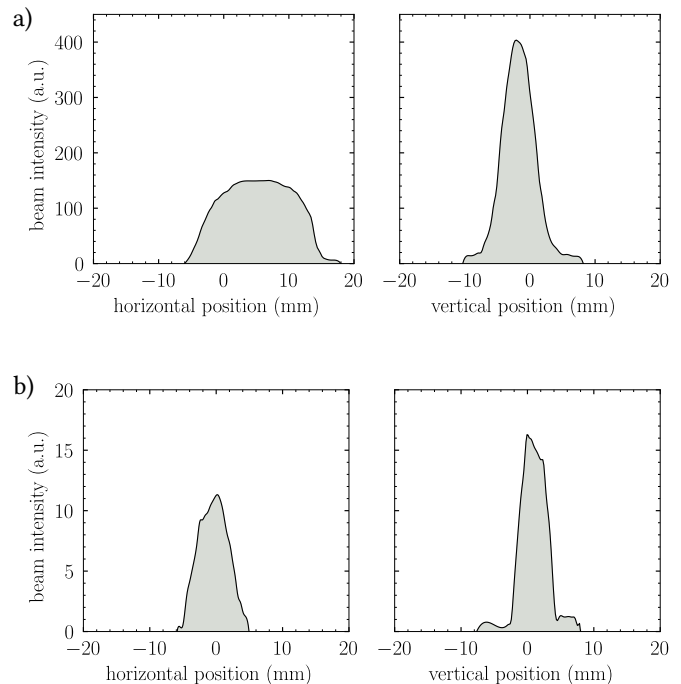 a)
beam intensity (a.u.)
400
300
200
100
0
−20 −10 0 10 20
horizontal position (mm)
−20 −10 0 10 20
vertical position (mm)
b)
beam intensity (a.u.)
20
15
10
5
0
−20 −10 0 10 20
horizontal position (mm)
−20 −10 0 10 20
vertical position (mm)